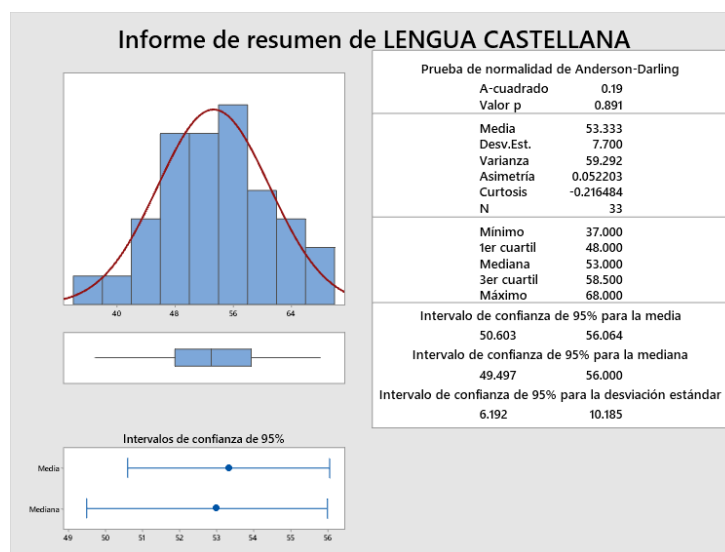 Informe de resumen de LENGUA CASTELLANA
Prueba de normalidad de Anderson-Darling
A-cuadrado 0.19
Valor p 0.891
Media 53.333
Desv.Est. 7.700
Varianza 59.292
Asimetría 0.052203
Curtosis -0.216484
N 33
Mínimo 37.000
1er cuartil 48.000
Mediana 53.000
3er cuartil 58.500
Máximo 68.000
Intervalo de confianza de 95% para la media
50.603 56.064
Intervalo de confianza de 95% para la mediana
49.497 56.000
Intervalo de confianza de 95% para la desviación estándar
6.192 10.185
40 48 56 64
Intervalos de confianza de 95%
Media
Mediana
49 50 51 52 53 54 55 56